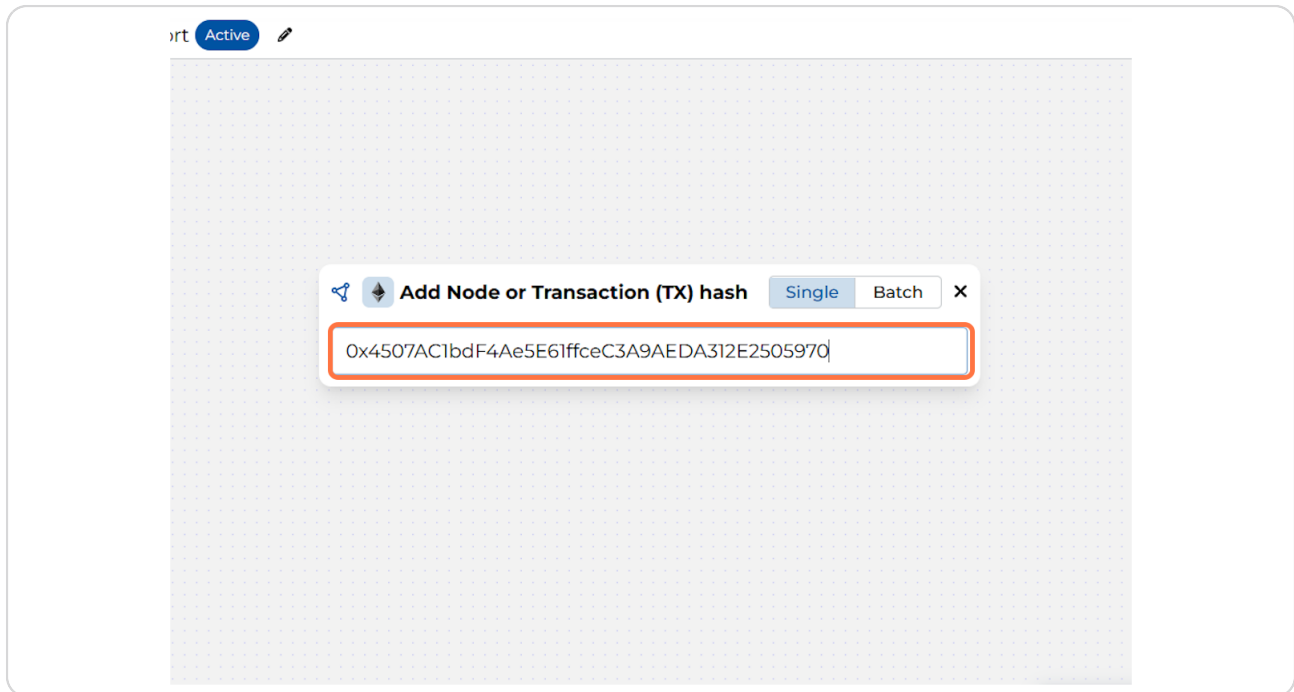 ort Active
Add Node or Transaction (TX) hash Single Batch
0x4507AC1bdF4Ae5E61ffceC3A9AEDA312E2505970